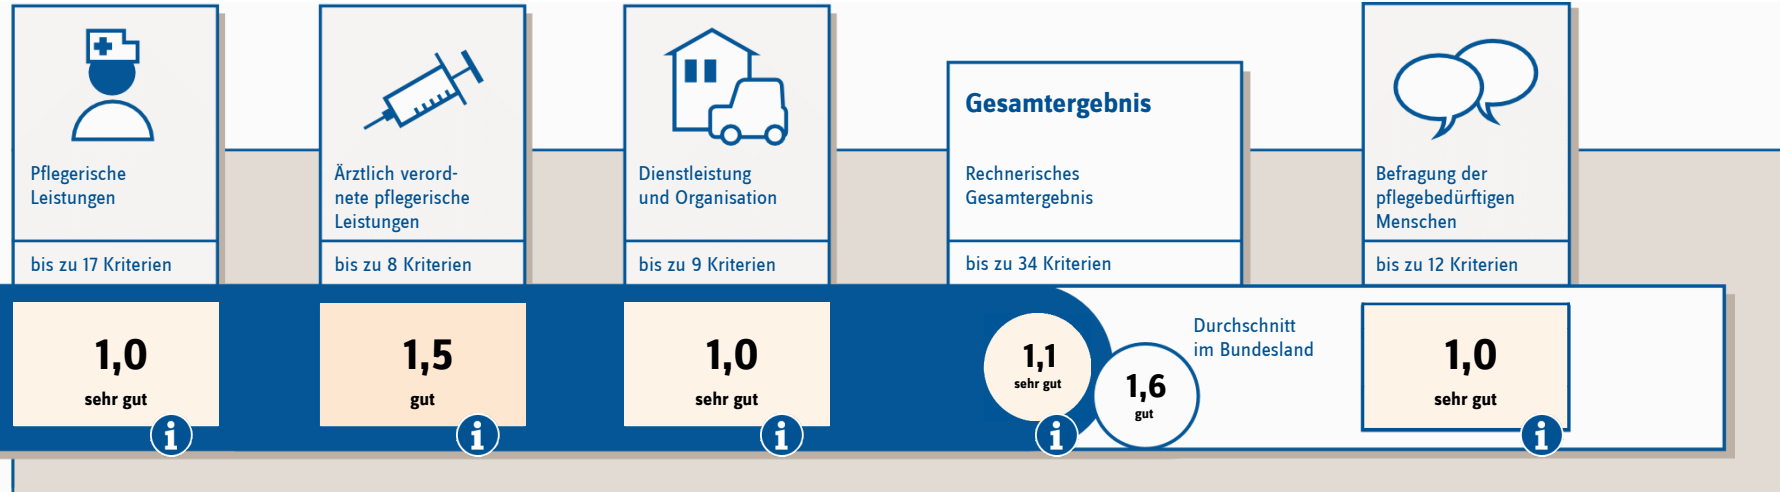 Pflegerische
Leistungen
bis zu 17 Kriterien
1,0
sehr gut
Ärztlich verord-
nete pflegerische
Leistungen
bis zu 8 Kriterien
1,5
gut
Dienstleistung
und Organisation
bis zu 9 Kriterien
1,0
sehr gut
Gesamtergebnis
Rechnerisches
Gesamtergebnis
bis zu 34 Kriterien
1,1
sehr gut
1,6
gut
Durchschnitt
im Bundesland
Befragung der
pflegebedürftigen
Menschen
bis zu 12 Kriterien
1,0
sehr gut